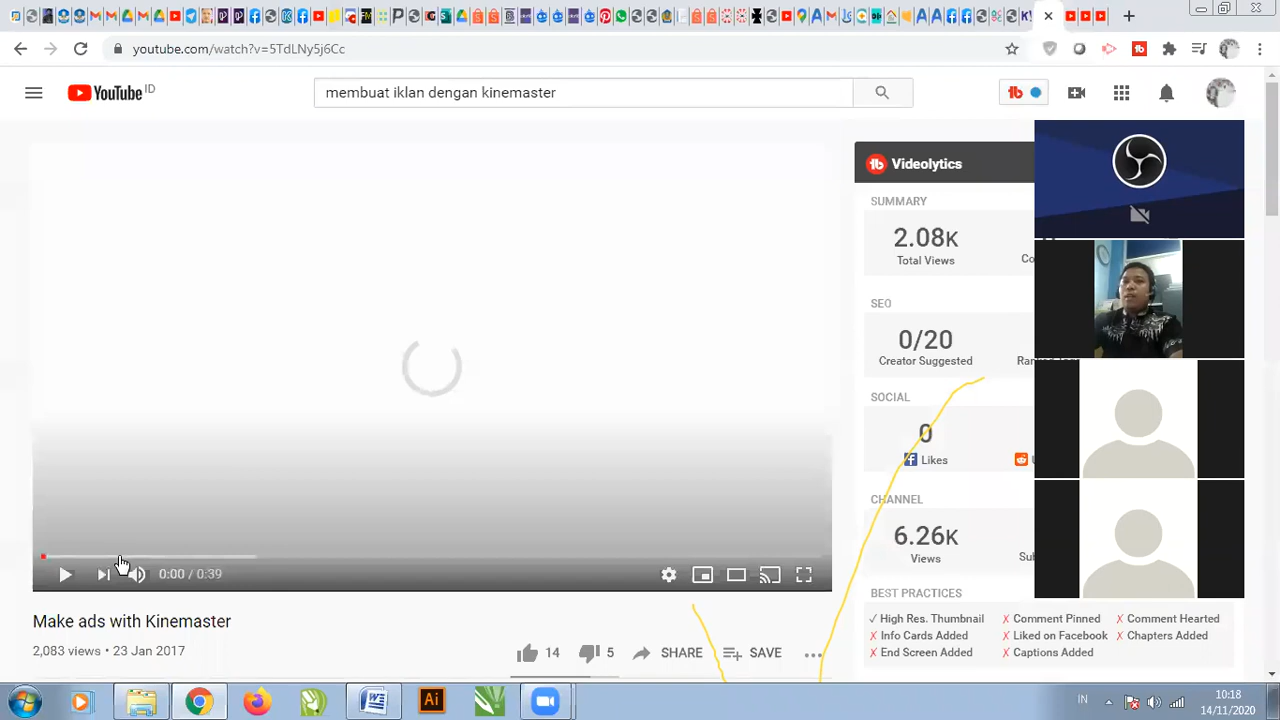 youtube.com/watch?v=5TdLNy5j6Cc
YouTube ID
membuat iklan dengan kinemaster
Videolytics
SUMMARY
2.08K
Total Views
Co
SEO
0/20
Creator Suggested
SOCIAL
0
Likes
CHANNEL
6.26K
Views
Sub
BEST PRACTICES
✓ High Res. Thumbnail ✗ Comment Pinned ✗ Comment Hearted
✗ Info Cards Added ✗ Liked on Facebook ✗ Chapters Added
✗ End Screen Added ✗ Captions Added
0:00 / 0:39
Make ads with Kinemaster
2,083 views • 23 Jan 2017
14 5 SHARE SAVE
IN
10:18
14/11/2020